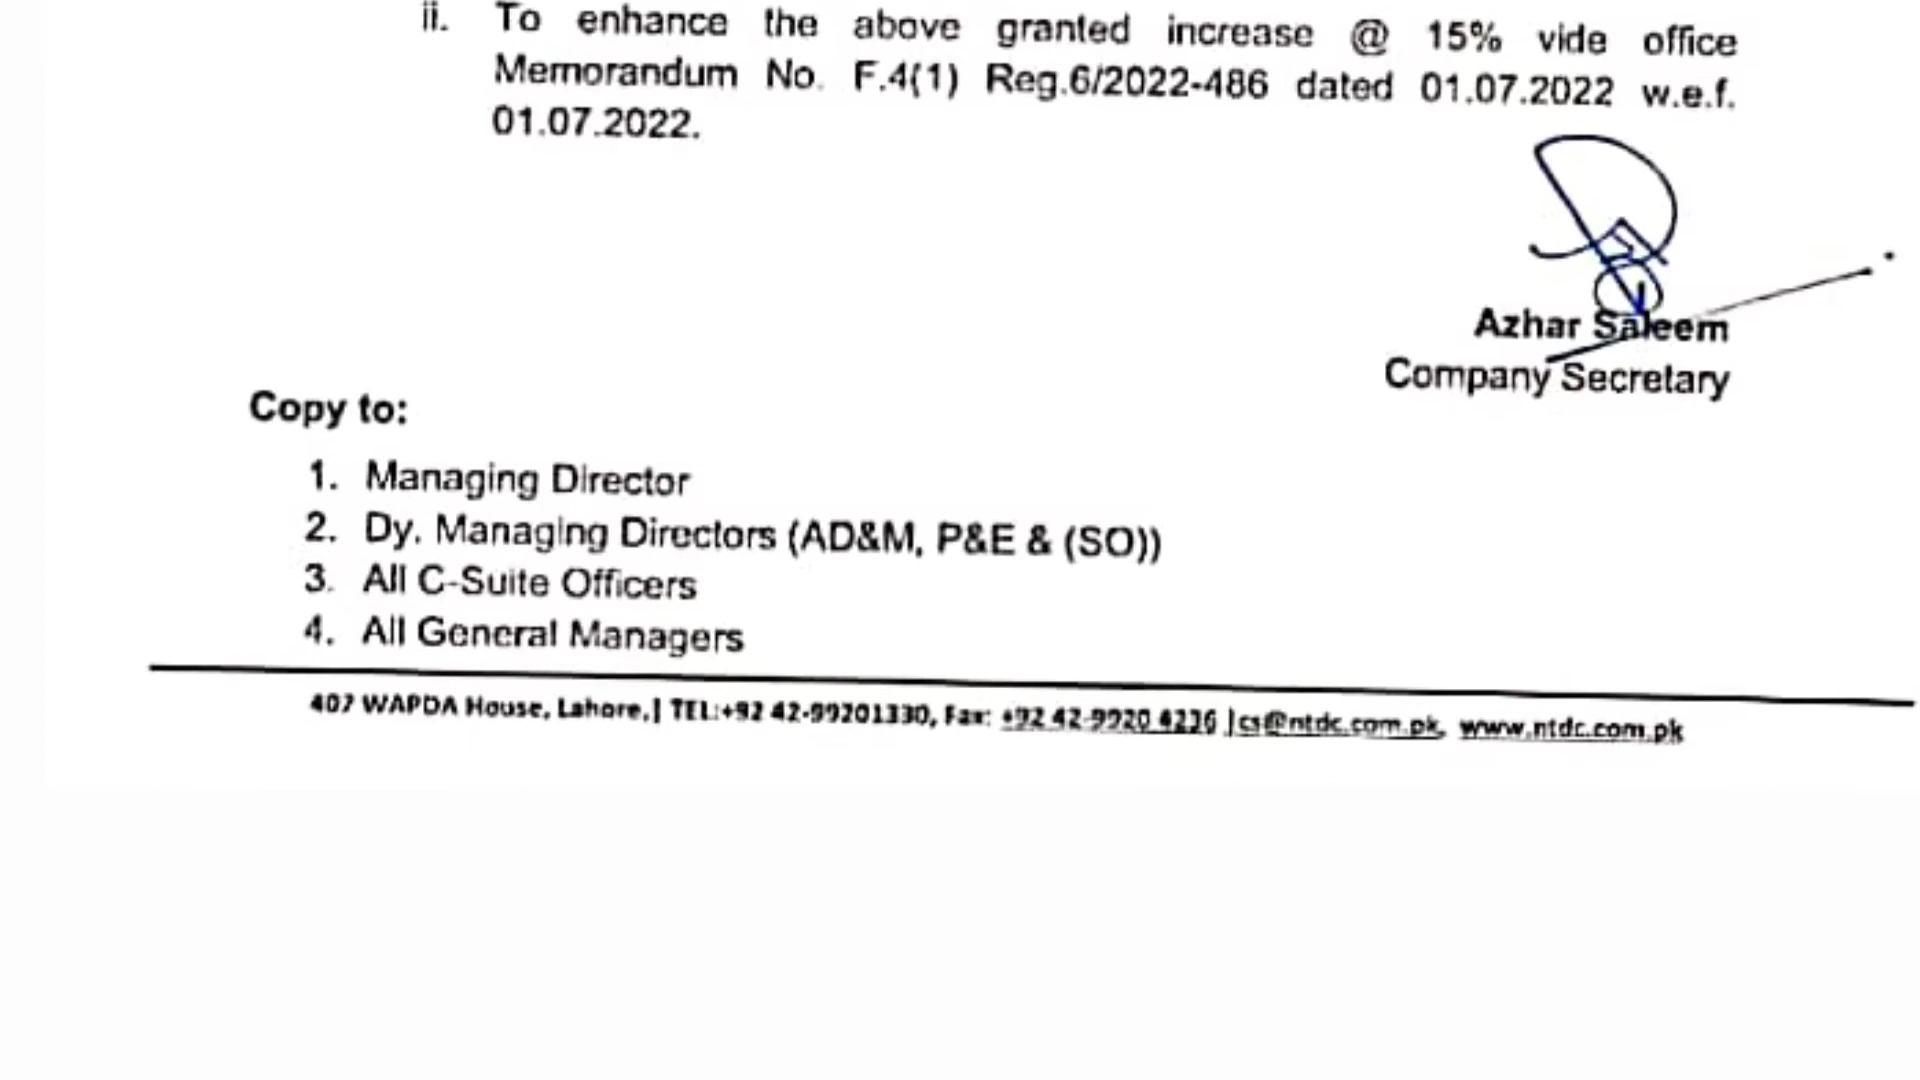 ii. To enhance the above granted increase @ 15% vide office
Memorandum No. F.4(1) Reg.6/2022-486 dated 01.07.2022 w.e.f.
01.07.2022.
Azhar Saleem
Company Secretary
Copy to:
1. Managing Director
2. Dy. Managing Directors (AD&M, P&E & (SO))
3. All C-Suite Officers
4. All General Managers
407 WAPDA House, Lahore,| TEL:+92 42-99201330, Fax: +92 42-9920 4236 |cs@ntdc.com.pk, www.ntdc.com.pk